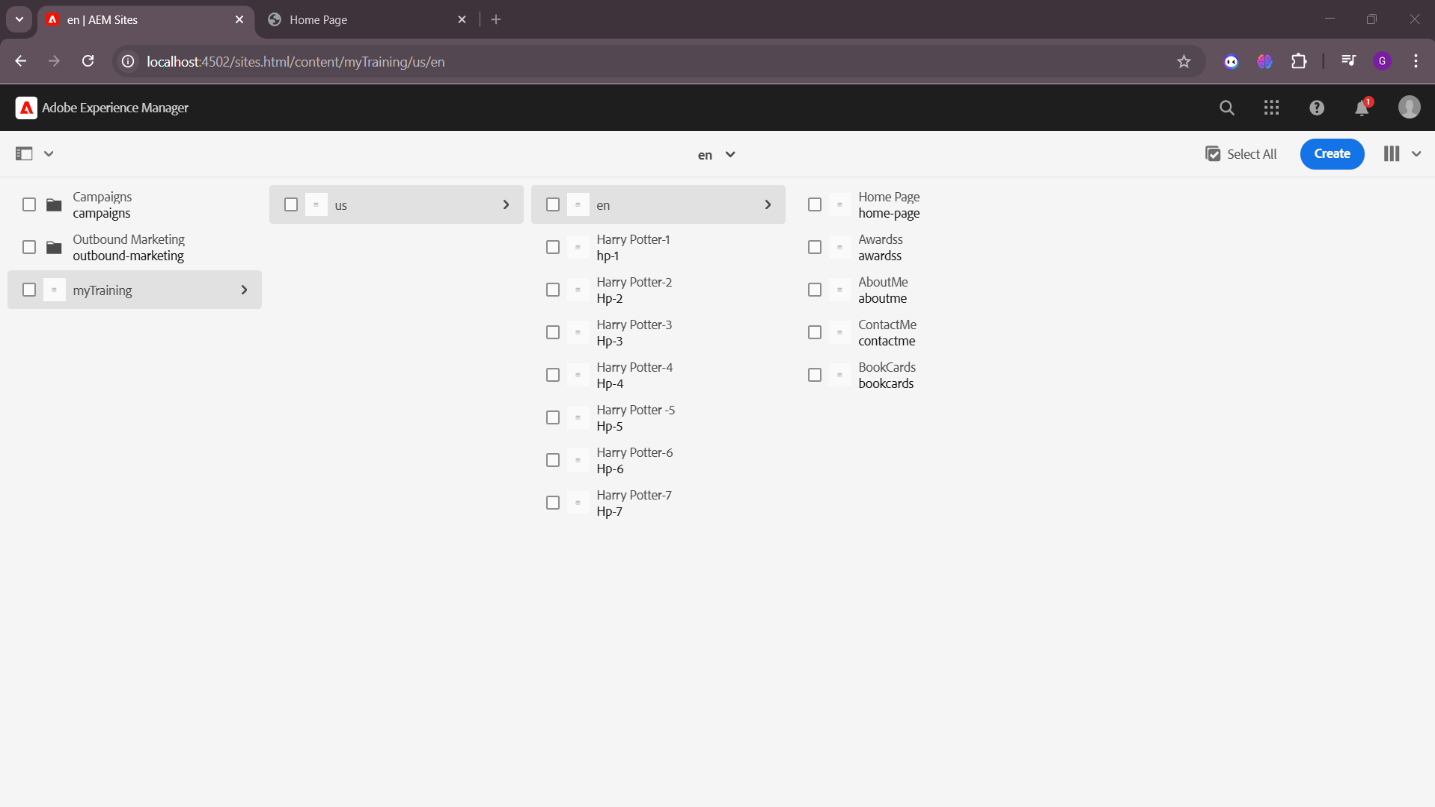 en | AEM Sites
Home Page
localhost:4502/sites.html/content/myTraining/us/en
G
Adobe Experience Manager
1
en
Select All
Create
Campaigns
campaigns
Outbound Marketing
outbound-marketing
myTraining
us
en
Harry Potter-1
hp-1
Harry Potter-2
Hp-2
Harry Potter-3
Hp-3
Harry Potter-4
Hp-4
Harry Potter -5
Hp-5
Harry Potter-6
Hp-6
Harry Potter-7
Hp-7
Home Page
home-page
Awardss
awardss
AboutMe
aboutme
ContactMe
contactme
BookCards
bookcards